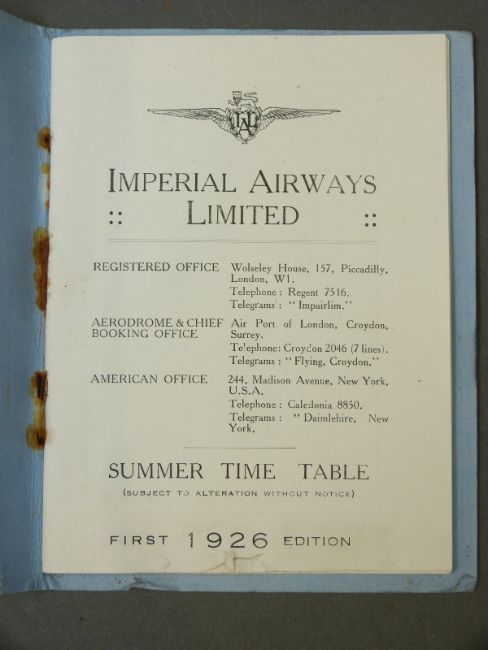 IAL
IMPERIAL AIRWAYS
:: LIMITED ::
REGISTERED OFFICE Wolseley House, 157, Piccadilly,
London, W1.
Telephone : Regent 7516.
Telegrams : "Impairlim."
AERODROME & CHIEF Air Port of London, Croydon,
BOOKING OFFICE Surrey.
Telephone: Croydon 2046 (7 lines).
Telegrams : "Flying, Croydon."
AMERICAN OFFICE 244, Madison Avenue, New York,
U.S.A.
Telephone : Caledonia 8850.
Telegrams : "Daimlehire, New
York.
SUMMER TIME TABLE
(SUBJECT TO ALTERATION WITHOUT NOTICE)
FIRST 1926 EDITION